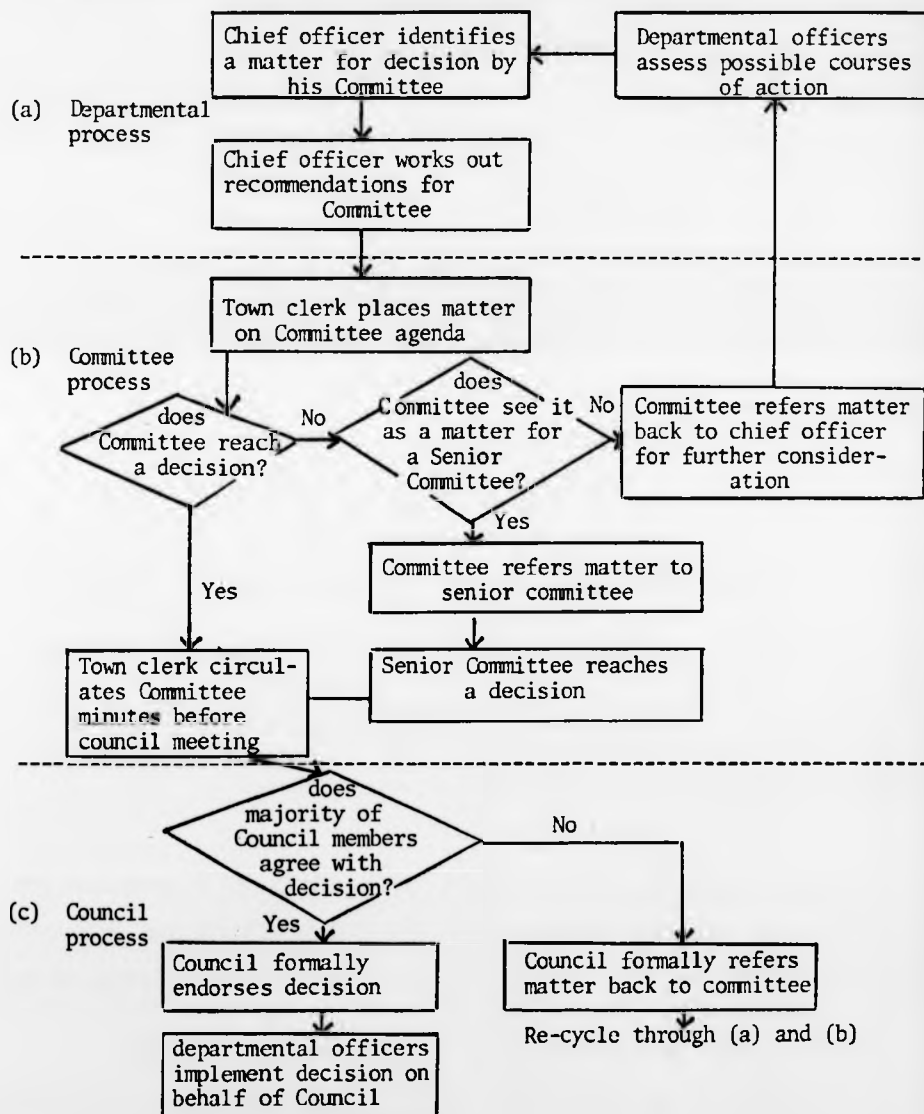 Chief officer identifies
a matter for decision by
his Committee
Departmental officers
assess possible courses
of action
(a) Departmental
process
Chief officer works out
recommendations for
Committee
Town clerk places matter
on Committee agenda
(b) Committee
process
does
Committee reach
a decision?
No
does
Committee see it
as a matter for
a Senior
Committee?
No
Committee refers matter
back to chief officer
for further consider-
ation
Yes
Yes
Committee refers matter to
senior committee
Town clerk circul-
ates Committee
minutes before
council meeting
Senior Committee reaches
a decision
does
majority of
Council members
agree with
decision?
No
(c) Council
process
Yes
Council formally
endorses decision
Council formally refers
matter back to committee
Re-cycle through (a) and (b)
departmental officers
implement decision on
behalf of Council